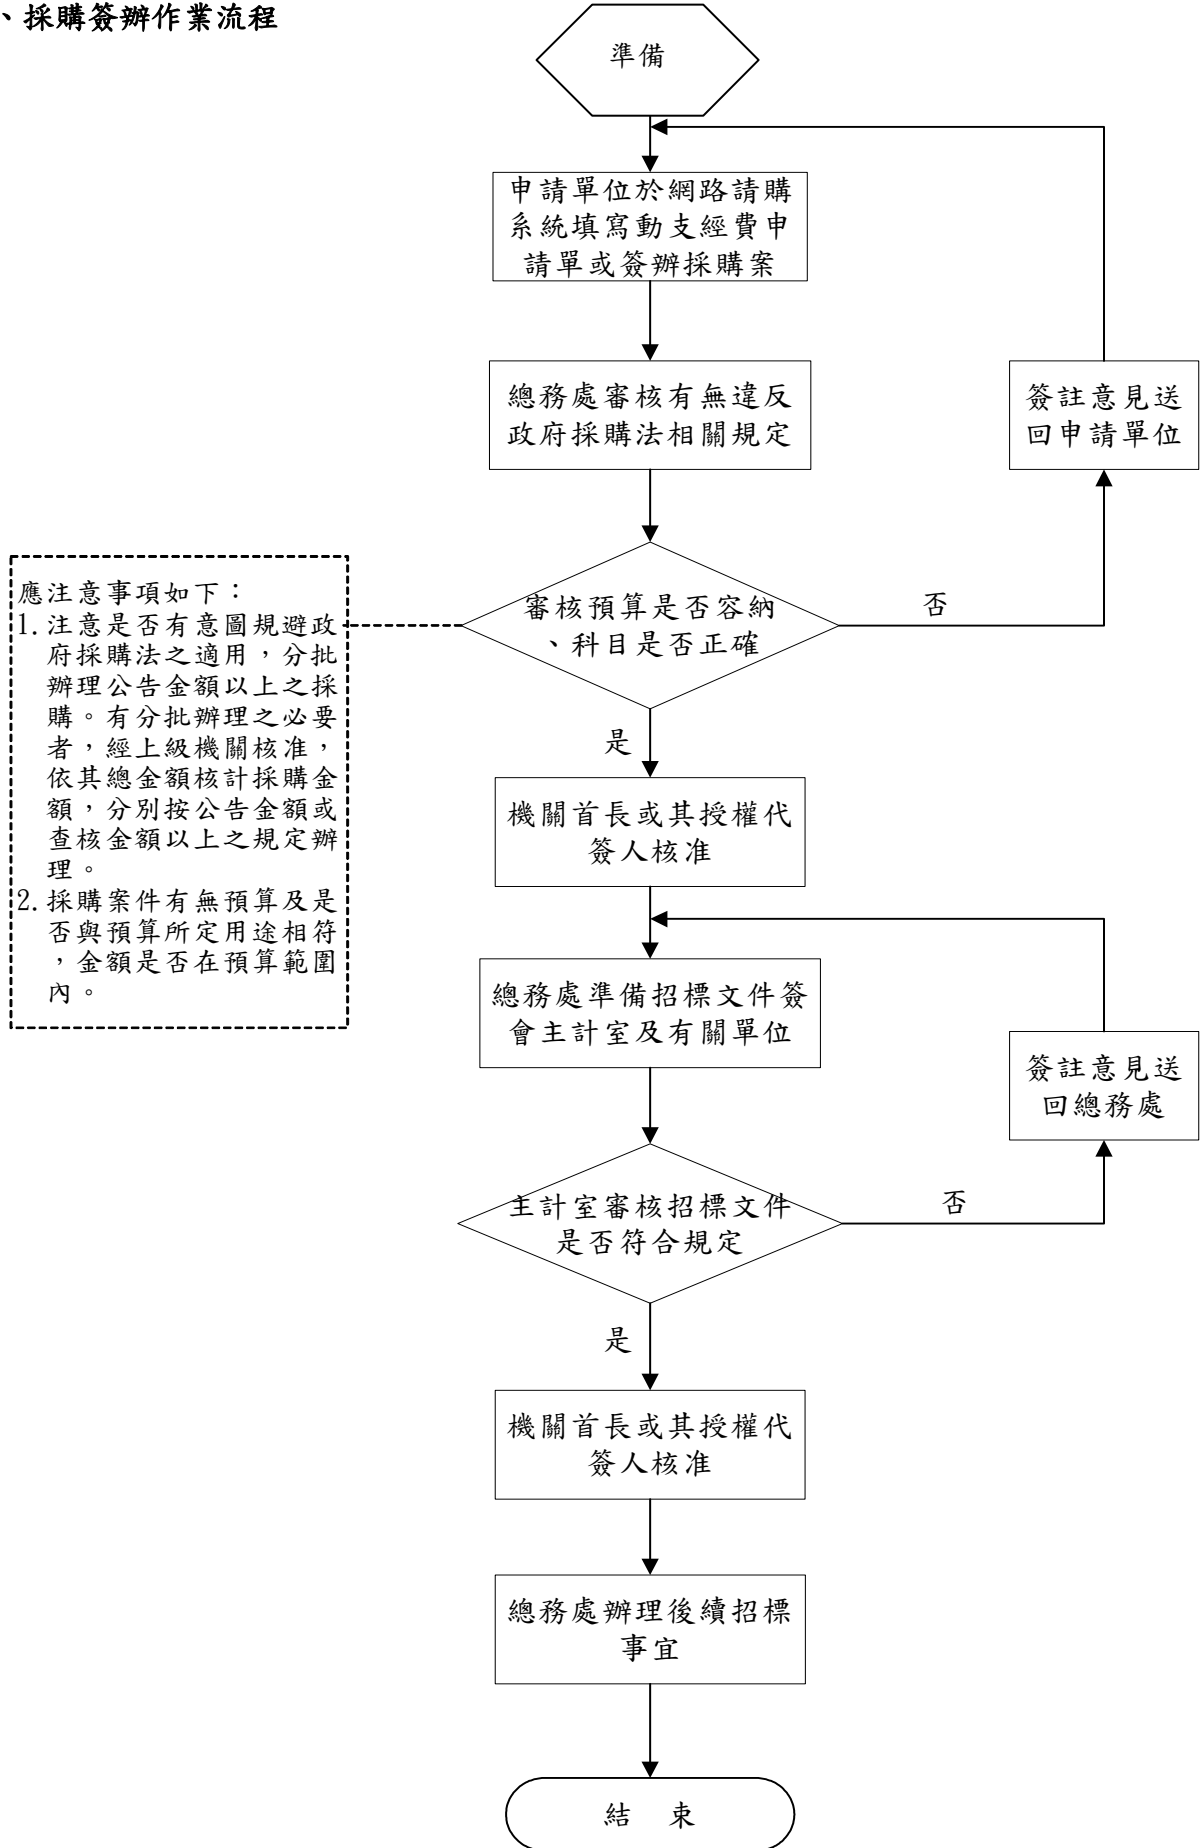 、採購簽辦作業流程
準備
申請單位於網路請購
系統填寫動支經費申
請單或簽辦採購案
總務處審核有無違反
政府採購法相關規定
簽註意見送
回申請單位
審核預算是否容納
、科目是否正確
否
應注意事項如下：
1.注意是否有意圖規避政
府採購法之適用，分批
辦理公告金額以上之採
購。有分批辦理之必要
者，經上級機關核准，
依其總金額核計採購金
額，分別按公告金額或
查核金額以上之規定辦
理。
2.採購案件有無預算及是
否與預算所定用途相符
，金額是否在預算範圍
內。
是
機關首長或其授權代
簽人核准
總務處準備招標文件簽
會主計室及有關單位
簽註意見送
回總務處
主計室審核招標文件
是否符合規定
否
是
機關首長或其授權代
簽人核准
總務處辦理後續招標
事宜
結 束